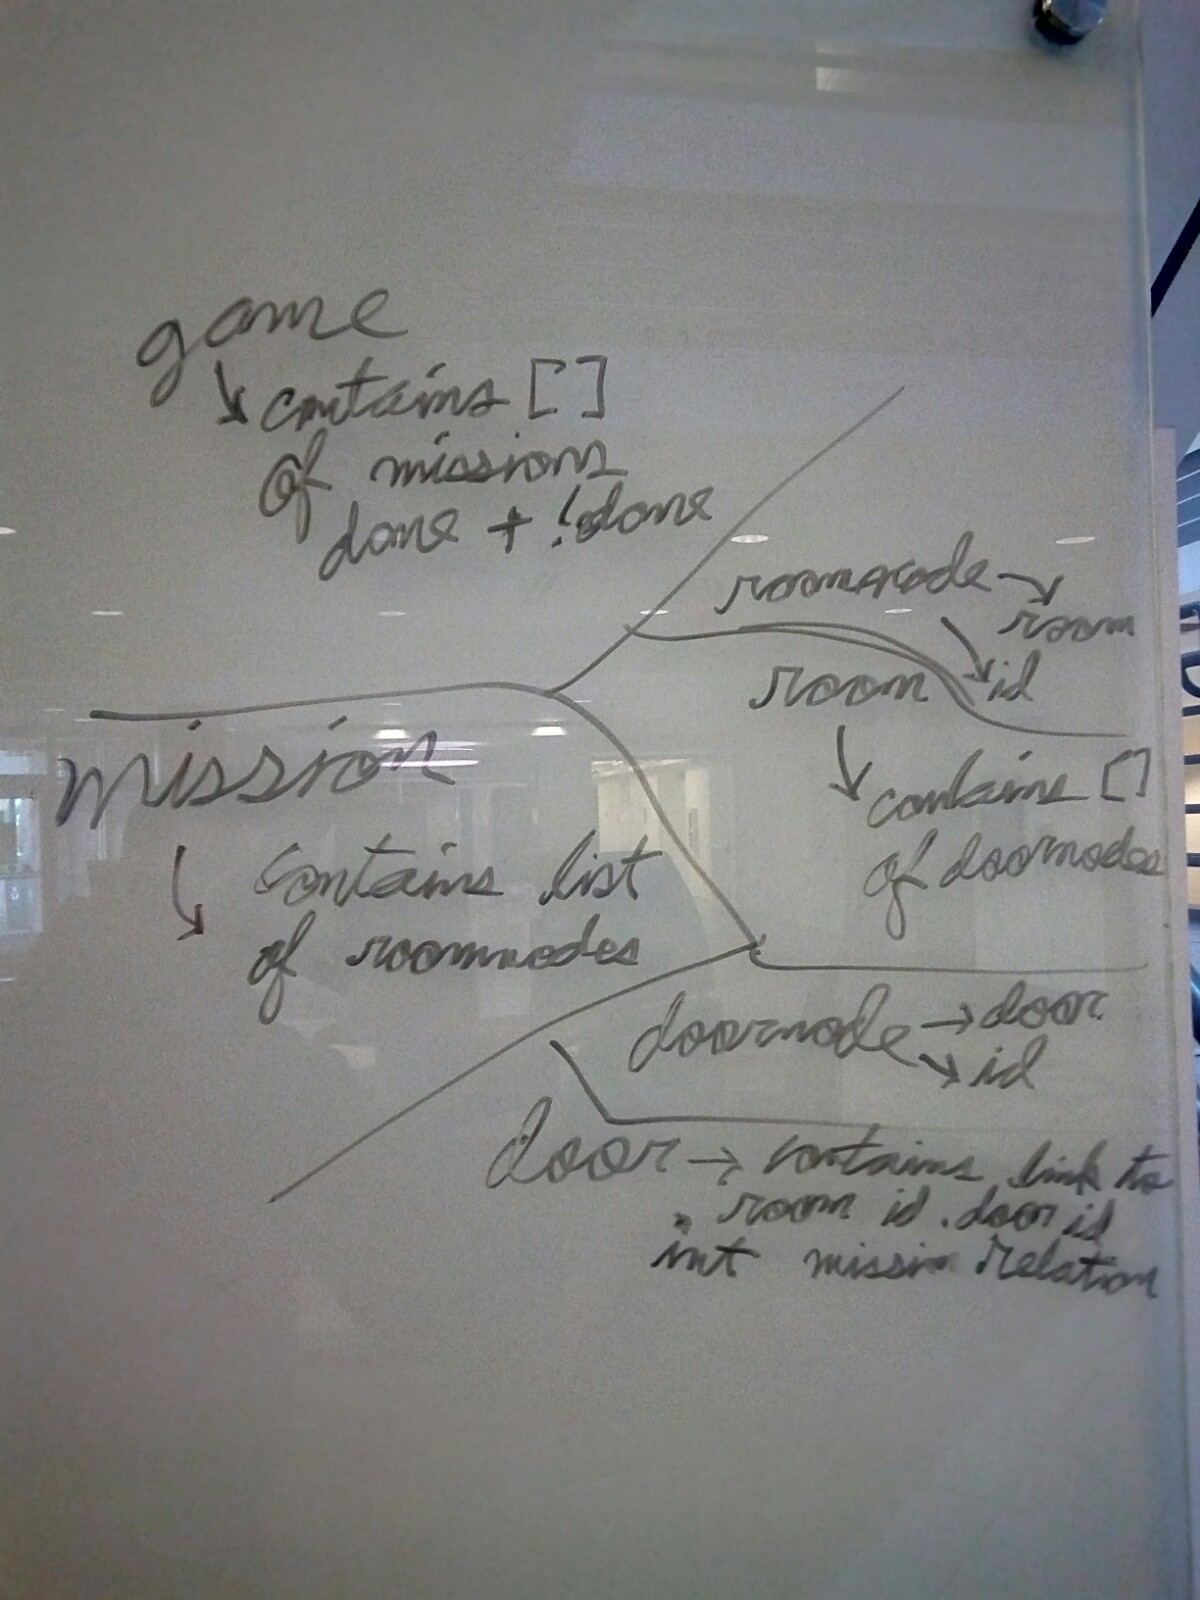 game
↘ contains []
of missions
done + !done
roomnode → room
↘ id
room
↓ contains []
of doornodes
mission
↓ contains list
of roomnodes
doornode → door
↘ id
door → contains link to
room id . door id
int mission relation